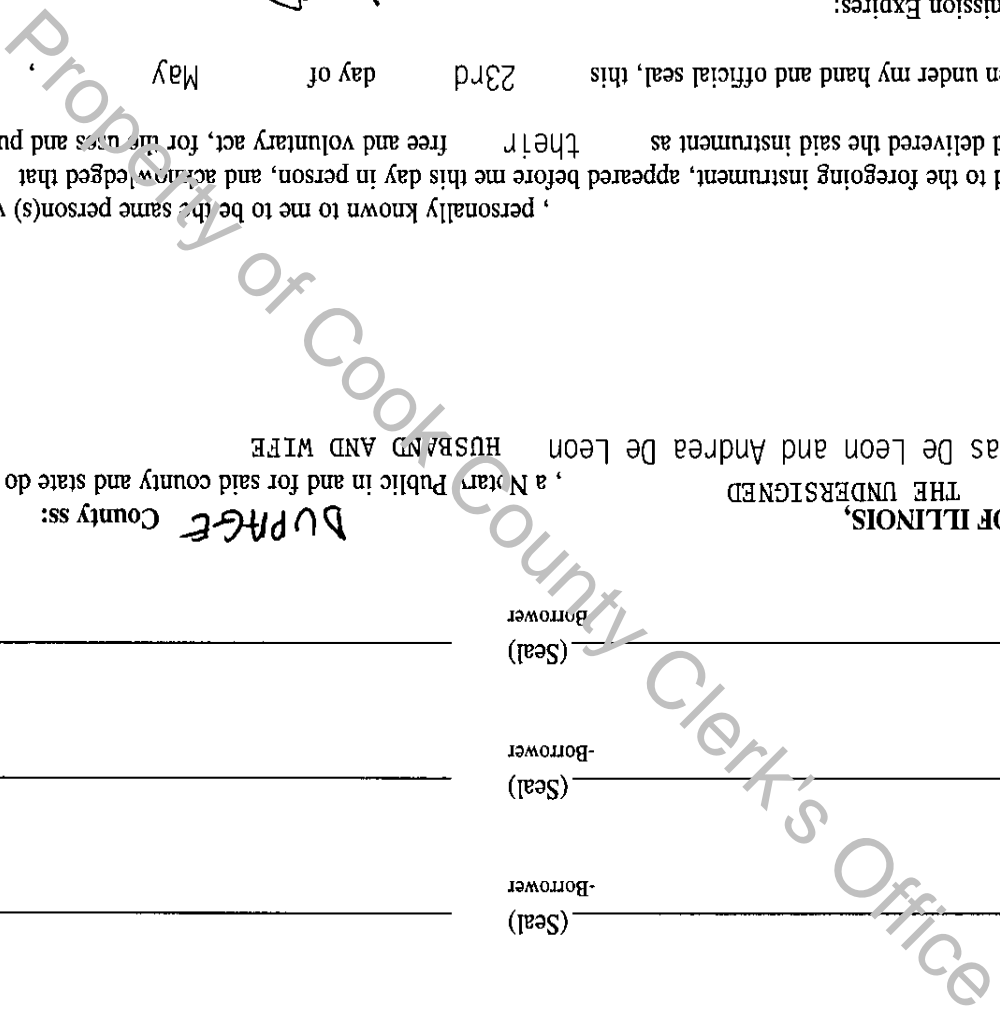 (Seal)
-Borrower
(Seal)
-Borrower
(Seal)
Borrower
OF ILLINOIS, DUPAGE County ss:
THE UNDERSIGNED , a Notary Public in and for said county and state do
as De Leon and Andrea De Leon HUSBAND AND WIFE
, personally known to me to be the same person(s)
d to the foregoing instrument, appeared before me this day in person, and acknowledged that
d delivered the said instrument as their free and voluntary act, for the uses and pu
n under my hand and official seal, this 23rd day of May ,
mission Expires:
Property of Cook County Clerk's Office